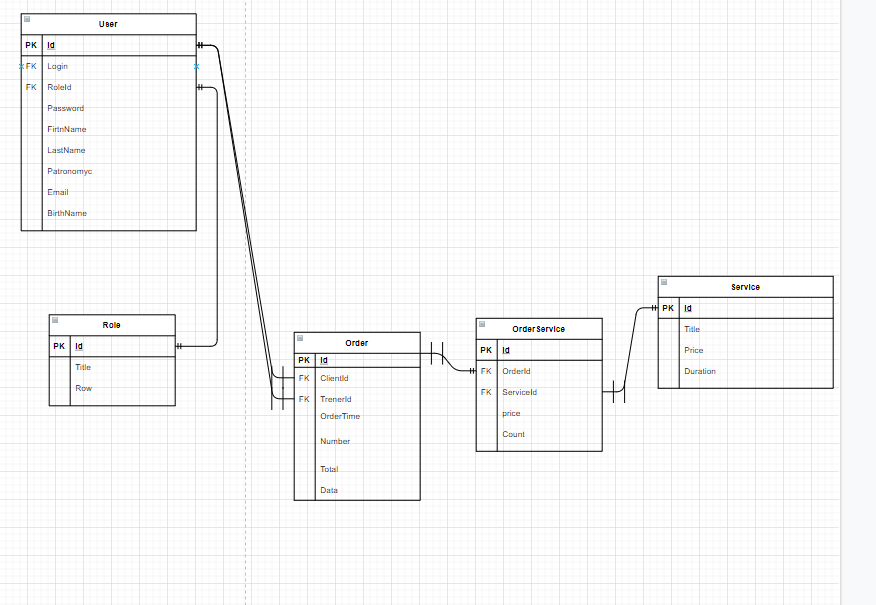 User
PK Id
FK Login
FK RoleId
Password
FirtnName
LastName
Patronomyc
Email
BirthName
Role
PK Id
Title
Row
Order
PK Id
FK ClientId
FK TrenerId
OrderTime
Number
Total
Data
OrderService
PK Id
FK OrderId
FK ServiceId
price
Count
Service
PK Id
Title
Price
Duration